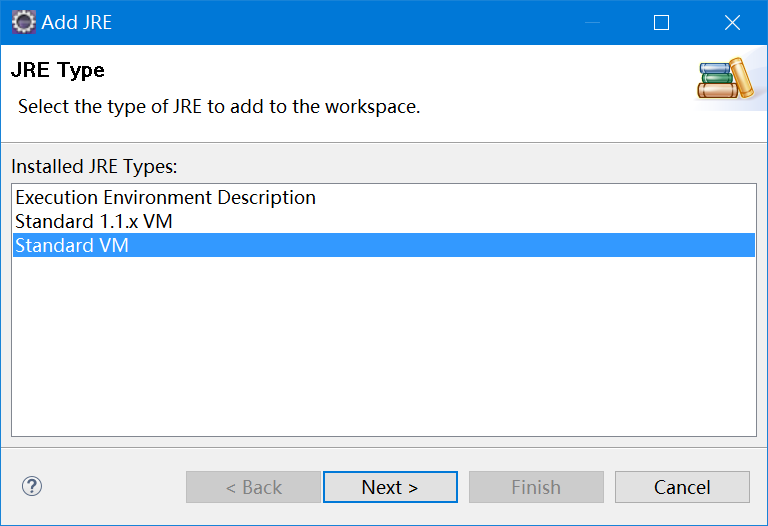 Add JRE
JRE Type
Select the type of JRE to add to the workspace.
Installed JRE Types:
Execution Environment Description
Standard 1.1.x VM
Standard VM
?
< Back
Next >
Finish
Cancel